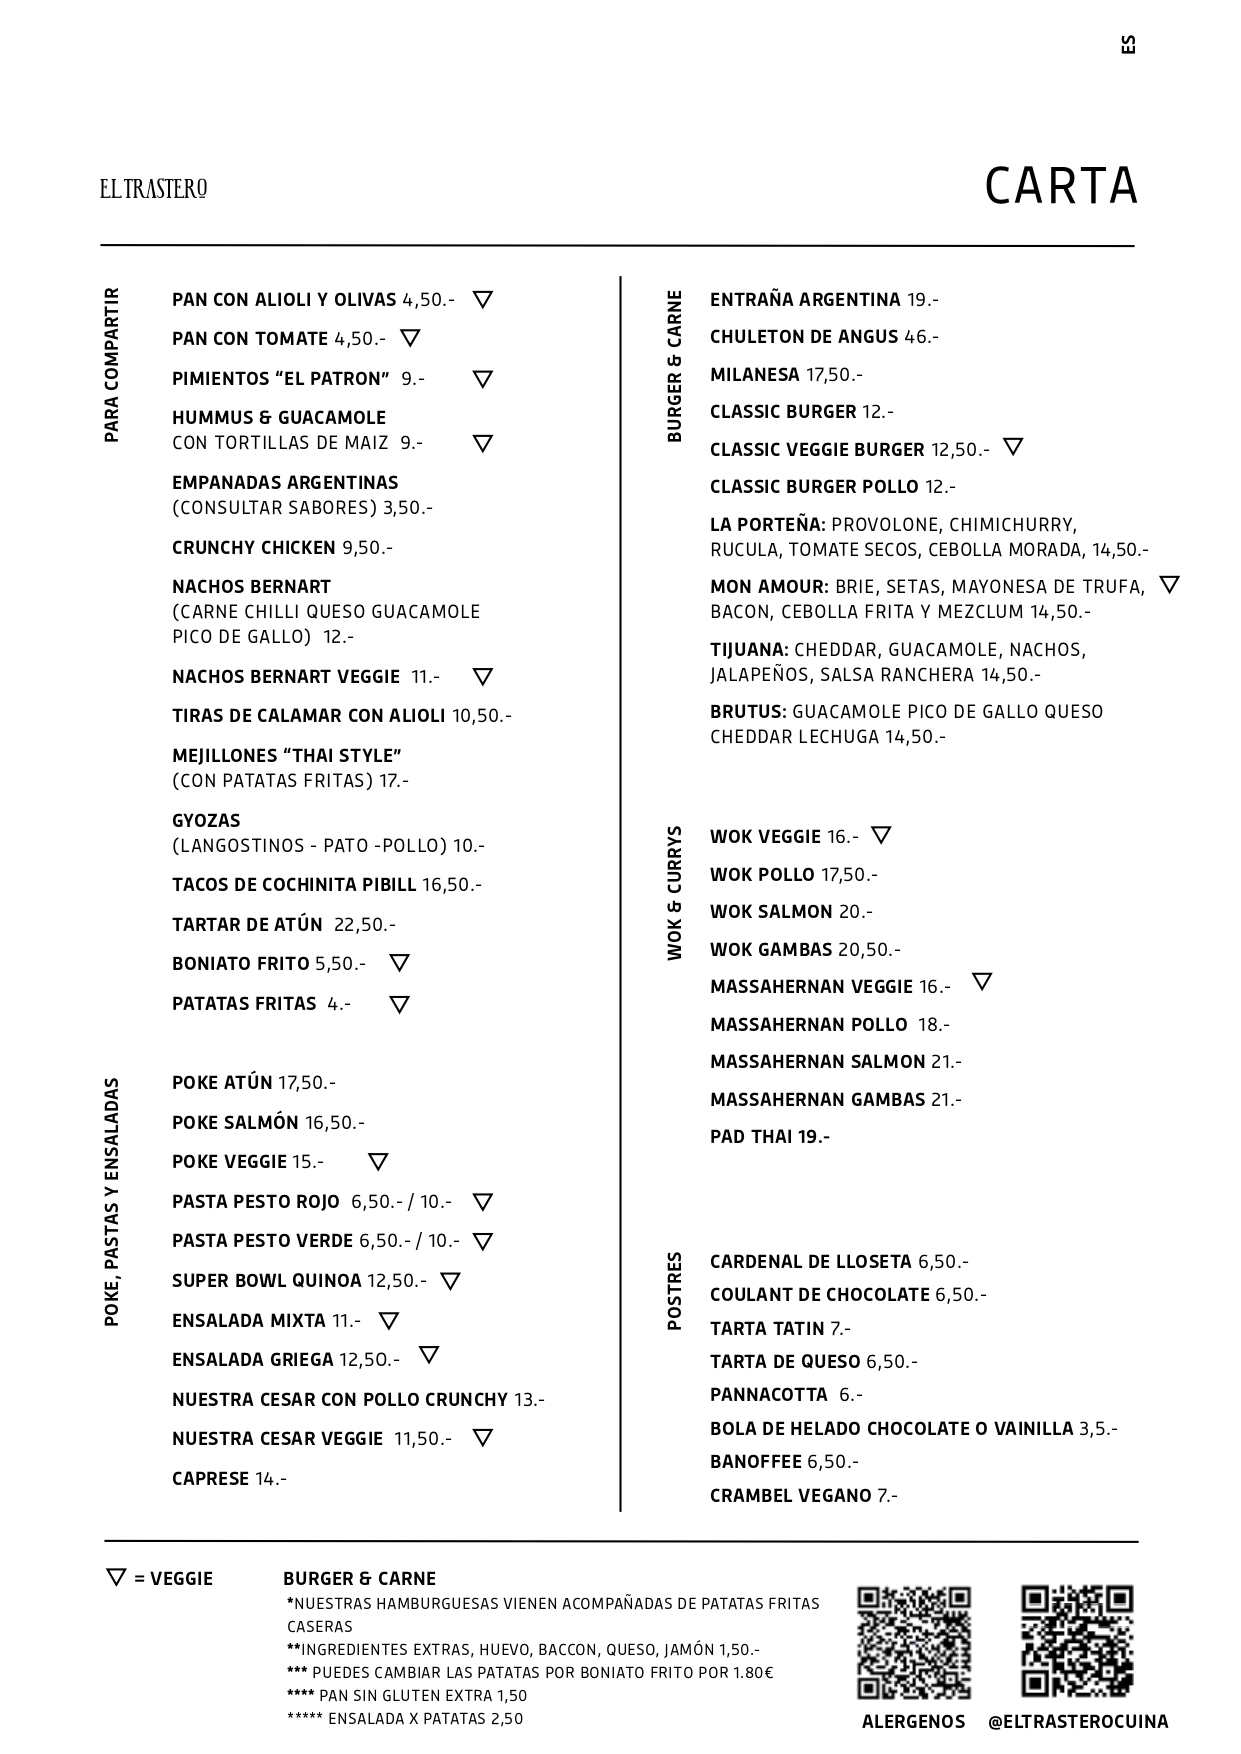 ES
EL TRASTERO
CARTA
PARA COMPARTIR
PAN CON ALIOLI Y OLIVAS 4,50.- ▽
PAN CON TOMATE 4,50.- ▽
PIMIENTOS “EL PATRON” 9.- ▽
HUMMUS & GUACAMOLE
CON TORTILLAS DE MAIZ 9.- ▽
EMPANADAS ARGENTINAS
(CONSULTAR SABORES) 3,50.-
CRUNCHY CHICKEN 9,50.-
NACHOS BERNART
(CARNE CHILLI QUESO GUACAMOLE
PICO DE GALLO) 12.-
NACHOS BERNART VEGGIE 11.- ▽
TIRAS DE CALAMAR CON ALIOLI 10,50.-
MEJILLONES “THAI STYLE”
(CON PATATAS FRITAS) 17.-
GYOZAS
(LANGOSTINOS - PATO -POLLO) 10.-
TACOS DE COCHINITA PIBILL 16,50.-
TARTAR DE ATÚN 22,50.-
BONIATO FRITO 5,50.- ▽
PATATAS FRITAS 4.- ▽
POKE, PASTAS Y ENSALADAS
POKE ATÚN 17,50.-
POKE SALMÓN 16,50.-
POKE VEGGIE 15.- ▽
PASTA PESTO ROJO 6,50.- / 10.- ▽
PASTA PESTO VERDE 6,50.- / 10.- ▽
SUPER BOWL QUINOA 12,50.- ▽
ENSALADA MIXTA 11.- ▽
ENSALADA GRIEGA 12,50.- ▽
NUESTRA CESAR CON POLLO CRUNCHY 13.-
NUESTRA CESAR VEGGIE 11,50.- ▽
CAPRESE 14.-
BURGER & CARNE
ENTRAÑA ARGENTINA 19.-
CHULETON DE ANGUS 46.-
MILANESA 17,50.-
CLASSIC BURGER 12.-
CLASSIC VEGGIE BURGER 12,50.- ▽
CLASSIC BURGER POLLO 12.-
LA PORTEÑA: PROVOLONE, CHIMICHURRY,
RUCULA, TOMATE SECOS, CEBOLLA MORADA, 14,50.-
MON AMOUR: BRIE, SETAS, MAYONESA DE TRUFA, ▽
BACON, CEBOLLA FRITA Y MEZCLUM 14,50.-
TIJUANA: CHEDDAR, GUACAMOLE, NACHOS,
JALAPEÑOS, SALSA RANCHERA 14,50.-
BRUTUS: GUACAMOLE PICO DE GALLO QUESO
CHEDDAR LECHUGA 14,50.-
WOK & CURRYS
WOK VEGGIE 16.- ▽
WOK POLLO 17,50.-
WOK SALMON 20.-
WOK GAMBAS 20,50.-
MASSAHERNAN VEGGIE 16.- ▽
MASSAHERNAN POLLO 18.-
MASSAHERNAN SALMON 21.-
MASSAHERNAN GAMBAS 21.-
PAD THAI 19.-
POSTRES
CARDENAL DE LLOSETA 6,50.-
COULANT DE CHOCOLATE 6,50.-
TARTA TATIN 7.-
TARTA DE QUESO 6,50.-
PANNACOTTA 6.-
BOLA DE HELADO CHOCOLATE O VAINILLA 3,5.-
BANOFFEE 6,50.-
CRAMBEL VEGANO 7.-
▽ = VEGGIE
BURGER & CARNE
*NUESTRAS HAMBURGUESAS VIENEN ACOMPAÑADAS DE PATATAS FRITAS
CASERAS
**INGREDIENTES EXTRAS, HUEVO, BACCON, QUESO, JAMÓN 1,50.-
*** PUEDES CAMBIAR LAS PATATAS POR BONIATO FRITO POR 1.80€
**** PAN SIN GLUTEN EXTRA 1,50
***** ENSALADA X PATATAS 2,50
ALERGENOS
@ELTRASTEROCUINA